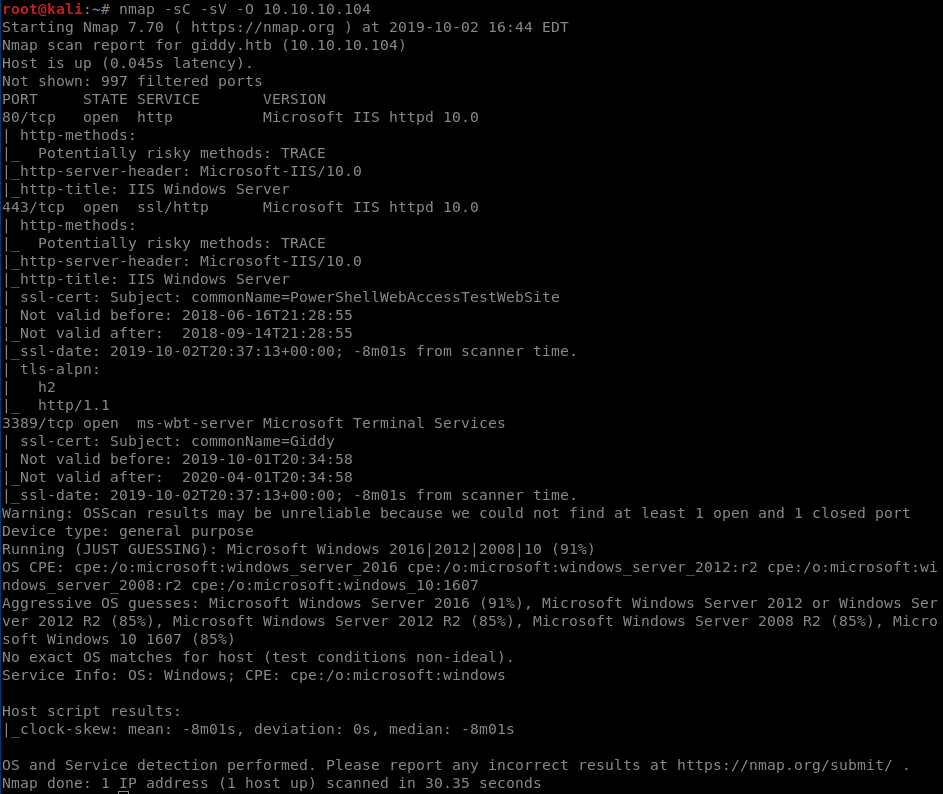 root@kali:~# nmap -sC -sV -O 10.10.10.104
Starting Nmap 7.70 ( https://nmap.org ) at 2019-10-02 16:44 EDT
Nmap scan report for giddy.htb (10.10.10.104)
Host is up (0.045s latency).
Not shown: 997 filtered ports
PORT     STATE SERVICE       VERSION
80/tcp   open  http          Microsoft IIS httpd 10.0
| http-methods:
|_  Potentially risky methods: TRACE
|_http-server-header: Microsoft-IIS/10.0
|_http-title: IIS Windows Server
443/tcp  open  ssl/http      Microsoft IIS httpd 10.0
| http-methods:
|_  Potentially risky methods: TRACE
|_http-server-header: Microsoft-IIS/10.0
|_http-title: IIS Windows Server
| ssl-cert: Subject: commonName=PowerShellWebAccessTestWebSite
| Not valid before: 2018-06-16T21:28:55
|_Not valid after:  2018-09-14T21:28:55
|_ssl-date: 2019-10-02T20:37:13+00:00; -8m01s from scanner time.
| tls-alpn:
|   h2
|_  http/1.1
3389/tcp open  ms-wbt-server Microsoft Terminal Services
| ssl-cert: Subject: commonName=Giddy
| Not valid before: 2019-10-01T20:34:58
|_Not valid after:  2020-04-01T20:34:58
|_ssl-date: 2019-10-02T20:37:13+00:00; -8m01s from scanner time.
Warning: OSScan results may be unreliable because we could not find at least 1 open and 1 closed port
Device type: general purpose
Running (JUST GUESSING): Microsoft Windows 2016|2012|2008|10 (91%)
OS CPE: cpe:/o:microsoft:windows_server_2016 cpe:/o:microsoft:windows_server_2012:r2 cpe:/o:microsoft:wi
ndows_server_2008:r2 cpe:/o:microsoft:windows_10:1607
Aggressive OS guesses: Microsoft Windows Server 2016 (91%), Microsoft Windows Server 2012 or Windows Ser
ver 2012 R2 (85%), Microsoft Windows Server 2012 R2 (85%), Microsoft Windows Server 2008 R2 (85%), Micro
soft Windows 10 1607 (85%)
No exact OS matches for host (test conditions non-ideal).
Service Info: OS: Windows; CPE: cpe:/o:microsoft:windows

Host script results:
|_clock-skew: mean: -8m01s, deviation: 0s, median: -8m01s

OS and Service detection performed. Please report any incorrect results at https://nmap.org/submit/ .
Nmap done: 1 IP address (1 host up) scanned in 30.35 seconds